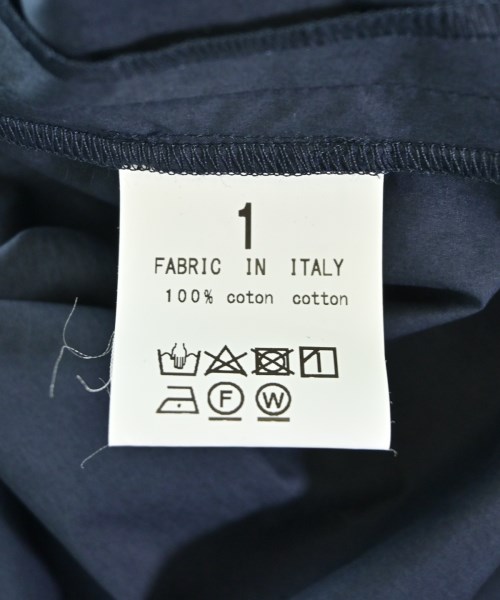 1
FABRIC IN ITALY
100% coton cotton
F W